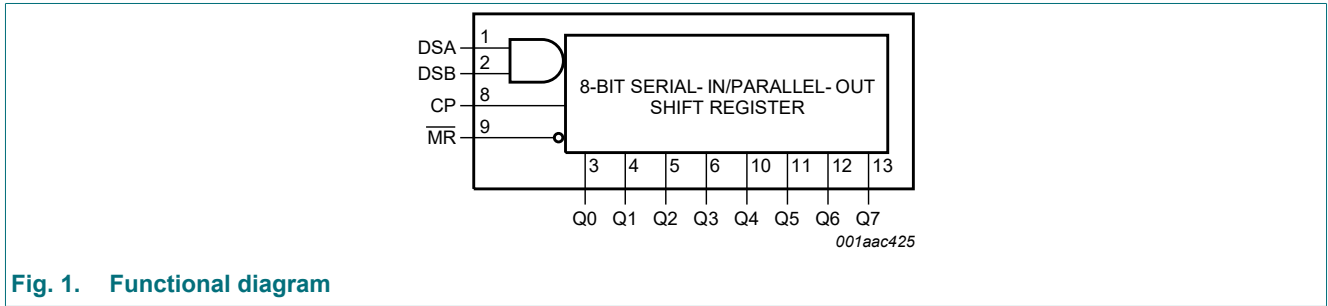 DSA 1
DSB 2
8-BIT SERIAL- IN/PARALLEL- OUT
SHIFT REGISTER
CP 8
MR 9
3 4 5 6 10 11 12 13
Q0 Q1 Q2 Q3 Q4 Q5 Q6 Q7
001aac425
Fig. 1. Functional diagram